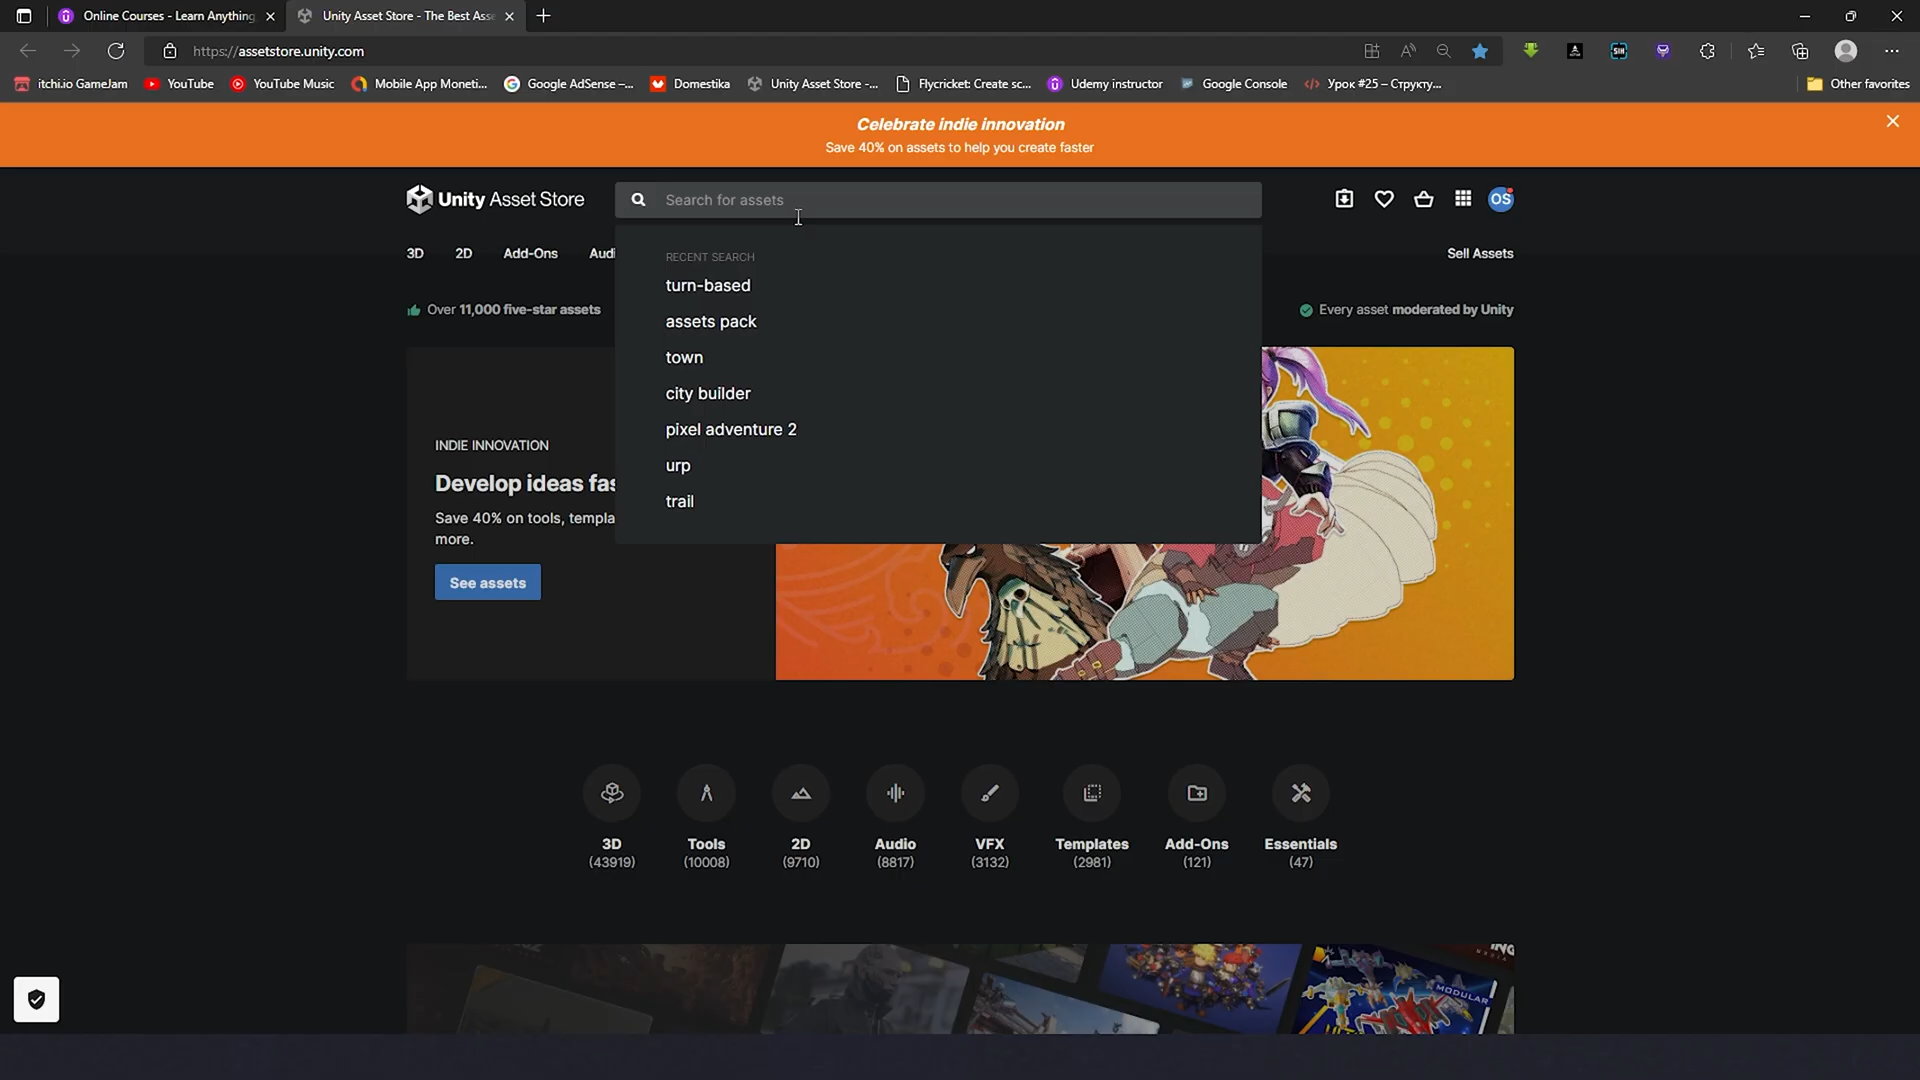 Online Courses - Learn Anything
Unity Asset Store - The Best Ass
https://assetstore.unity.com
itchi.io GameJam
YouTube
YouTube Music
Mobile App Moneti...
Google AdSense –...
Domestika
Unity Asset Store -...
Flycricket: Create sc...
Udemy instructor
Google Console
Урок #25 – Структу...
Other favorites
Celebrate indie innovation
Save 40% on assets to help you create faster
Unity Asset Store
Search for assets
OS
3D
2D
Add-Ons
Audi
Sell Assets
RECENT SEARCH
turn-based
assets pack
town
city builder
pixel adventure 2
urp
trail
Over 11,000 five-star assets
Every asset moderated by Unity
INDIE INNOVATION
Develop ideas fas
Save 40% on tools, templa
more.
See assets
3D
(43919)
Tools
(10008)
2D
(9710)
Audio
(8817)
VFX
(3132)
Templates
(2981)
Add-Ons
(121)
Essentials
(47)
MODULAR